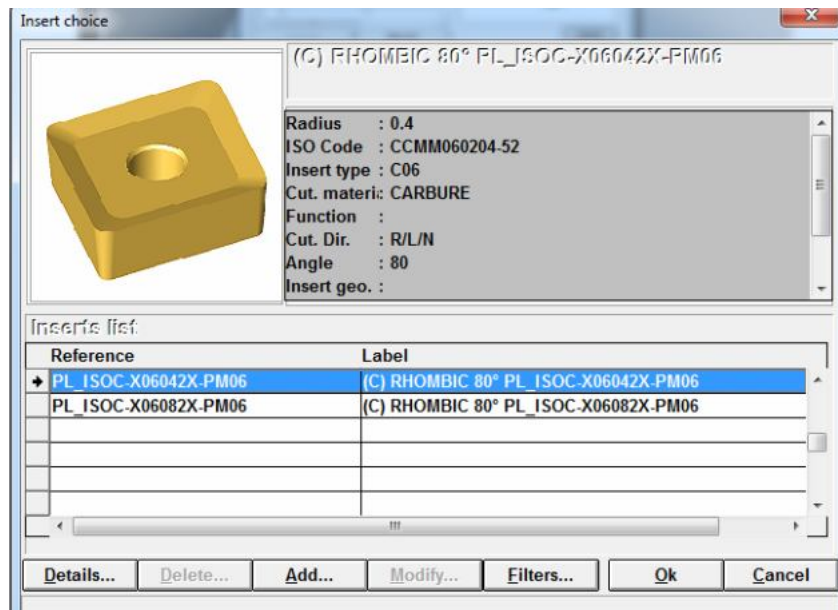 Insert choice
(C) RHOMBIC 80° PL_ISOC-X06042X-PM06
Radius : 0.4
ISO Code : CCMM060204-52
Insert type : C06
Cut. materi: CARBURE
Function :
Cut. Dir. : R/L/N
Angle : 80
Insert geo. :
Inserts list
Reference Label
PL_ISOC-X06042X-PM06 (C) RHOMBIC 80° PL_ISOC-X06042X-PM06
PL_ISOC-X06082X-PM06 (C) RHOMBIC 80° PL_ISOC-X06082X-PM06
Details... Delete... Add... Modify... Filters... Ok Cancel